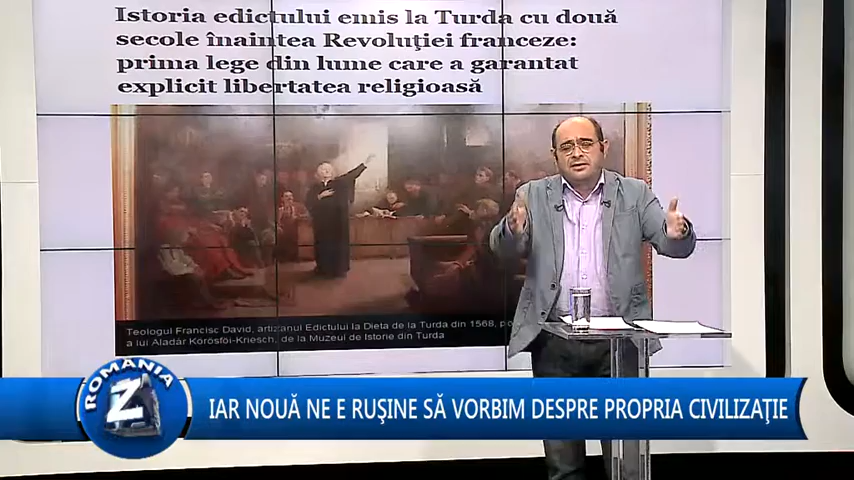 Istoria edictului emis la Turda cu două
secole înaintea Revoluţiei franceze:
prima lege din lume care a garantat
explicit libertatea religioasă
Teologul Francisc David, artizanul Edictului la Dieta de la Turda din 1568,
a lui Aladár Körösföi-Kriesch, de la Muzeul de Istorie din Turda
ROMANIA
Z
IAR NOUĂ NE E RUŞINE SĂ VORBIM DESPRE PROPRIA CIVILIZAŢIE